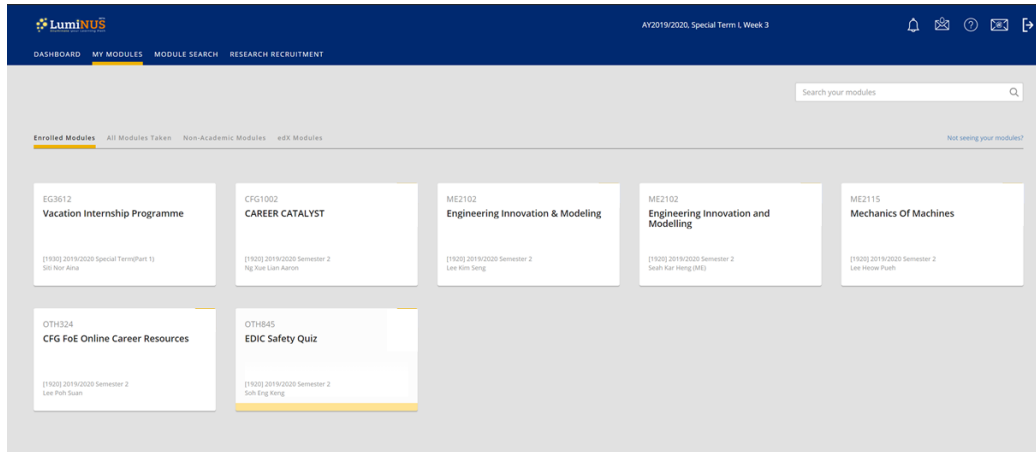 LumiNUS
AY2019/2020, Special Term I, Week 3
DASHBOARD MY MODULES MODULE SEARCH RESEARCH RECRUITMENT
Search your modules
Enrolled Modules All Modules Taken Non-Academic Modules edX Modules Not seeing your modules?
EG3612
Vacation Internship Programme
[1930] 2019/2020 Special Term(Part 1)
Siti Nor Aina
CFG1002
CAREER CATALYST
[1920] 2019/2020 Semester 2
Ng Xue Lian Aaron
ME2102
Engineering Innovation & Modeling
[1920] 2019/2020 Semester 2
Lee Kim Seng
ME2102
Engineering Innovation and
Modelling
[1920] 2019/2020 Semester 2
Seah Kar Heng (ME)
ME2115
Mechanics Of Machines
[1920] 2019/2020 Semester 2
Lee Heow Pueh
OTH324
CFG FoE Online Career Resources
[1920] 2019/2020 Semester 2
Lee Poh Suan
OTH845
EDIC Safety Quiz
[1920] 2019/2020 Semester 2
Soh Eng Keng